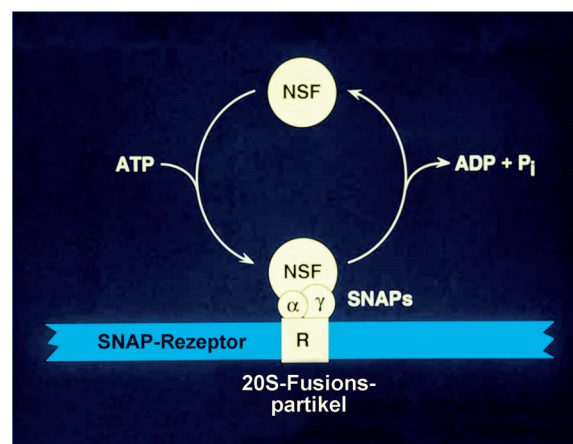 NSF
ATP
ADP + Pi
NSF
α γ SNAPs
SNAP-Rezeptor R
20S-Fusions-
partikel